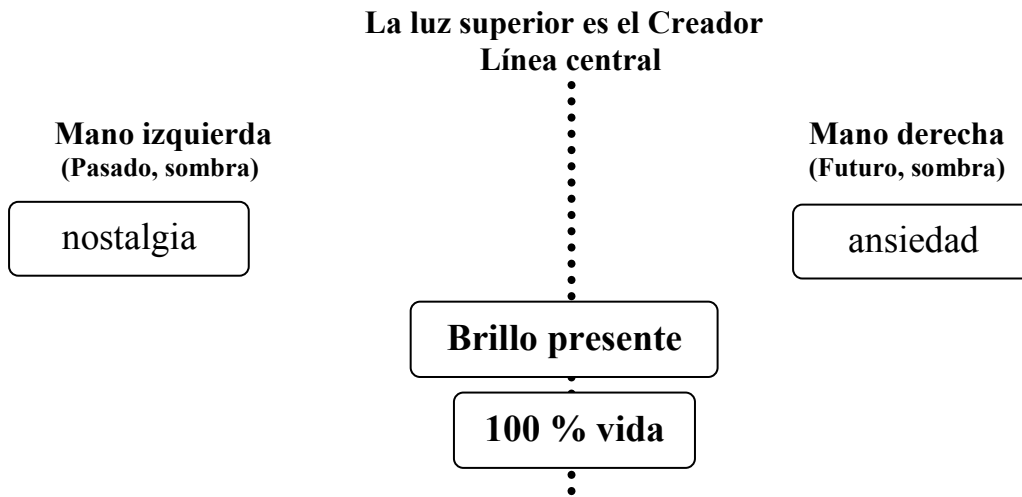 La luz superior es el Creador
Línea central
Mano izquierda
(Pasado, sombra)
nostalgia
Mano derecha
(Futuro, sombra)
ansiedad
Brillo presente
100 % vida